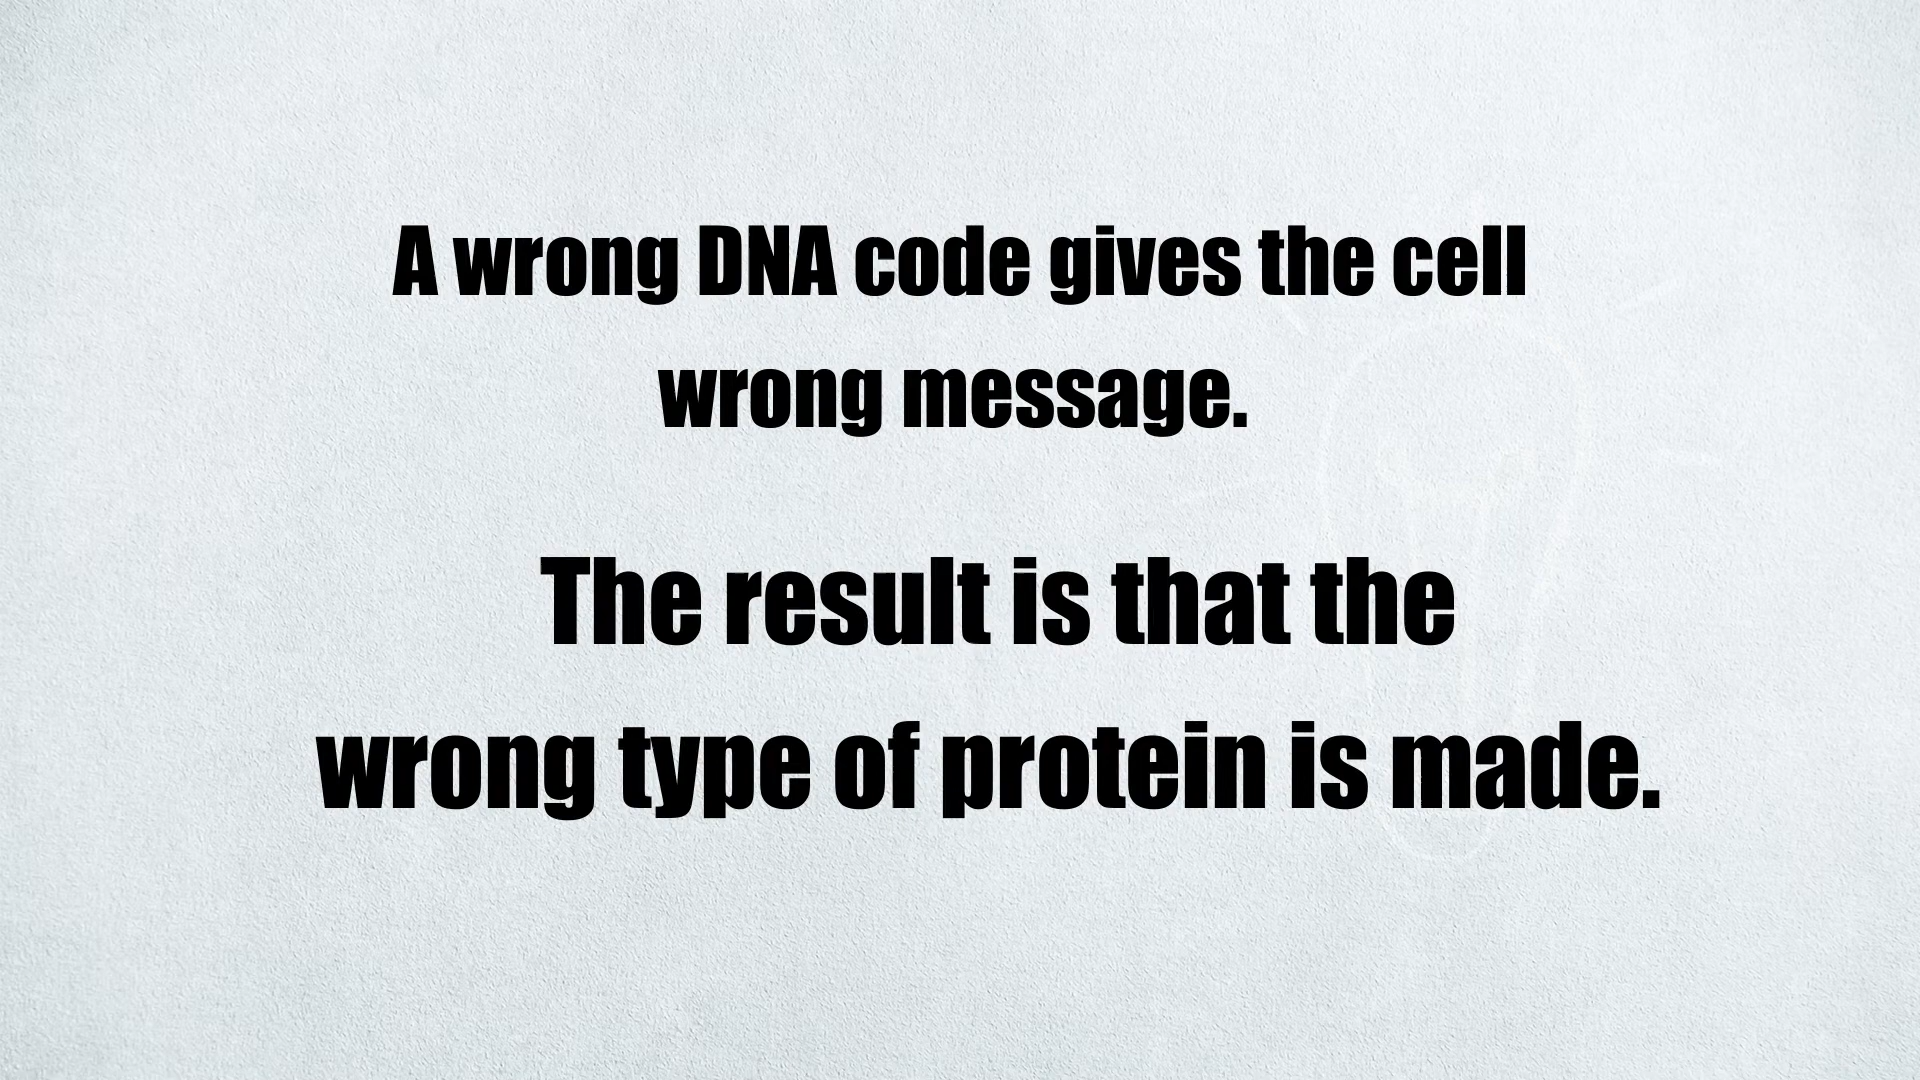 A wrong DNA code gives the cell
wrong message.
The result is that the
wrong type of protein is made.